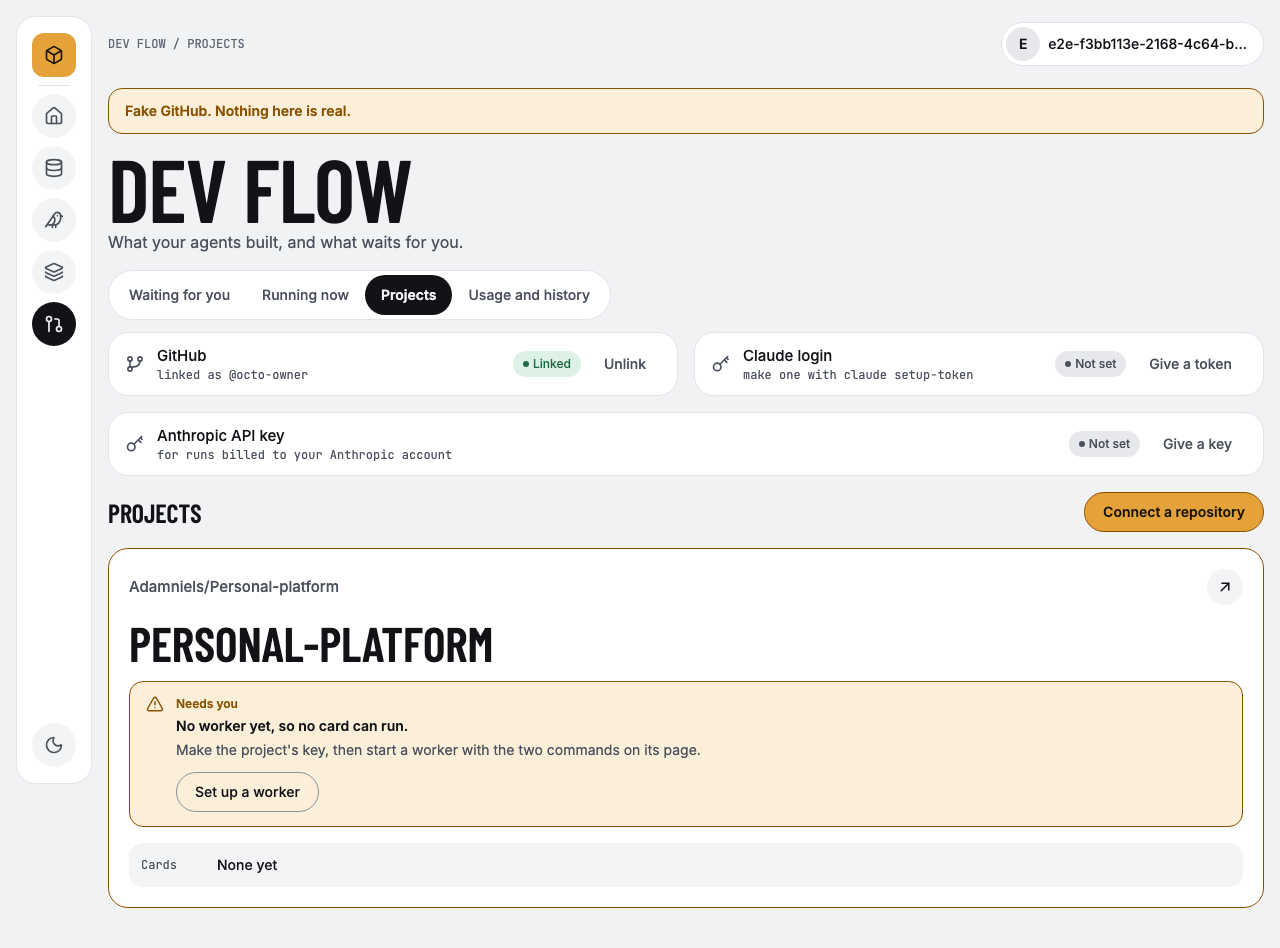 DEV FLOW / PROJECTS
E
e2e-f3bb113e-2168-4c64-b...
Fake GitHub. Nothing here is real.
DEV FLOW
What your agents built, and what waits for you.
Waiting for you
Running now
Projects
Usage and history
GitHub
linked as @octo-owner
Linked
Unlink
Claude login
make one with claude setup-token
Not set
Give a token
Anthropic API key
for runs billed to your Anthropic account
Not set
Give a key
PROJECTS
Connect a repository
Adamniels/Personal-platform
PERSONAL-PLATFORM
Needs you
No worker yet, so no card can run.
Make the project's key, then start a worker with the two commands on its page.
Set up a worker
Cards
None yet